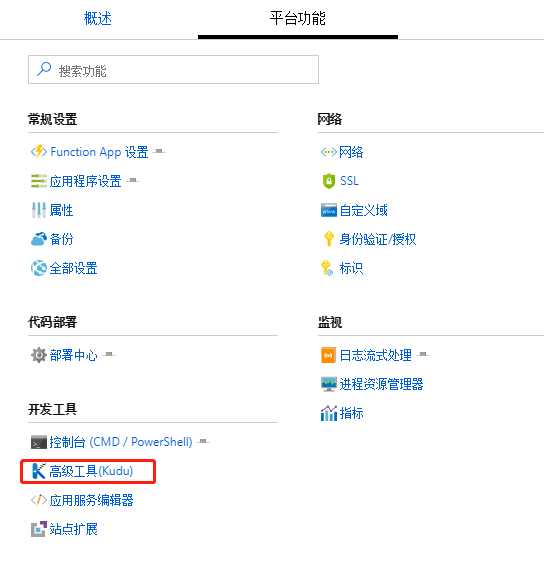 概述
平台功能
搜索功能
常规设置
Function App 设置
应用程序设置
属性
备份
全部设置
代码部署
部署中心
开发工具
控制台 (CMD / PowerShell)
高级工具(Kudu)
应用服务编辑器
站点扩展
网络
网络
SSL
www
自定义域
身份验证/授权
标识
监视
日志流式处理
进程资源管理器
指标